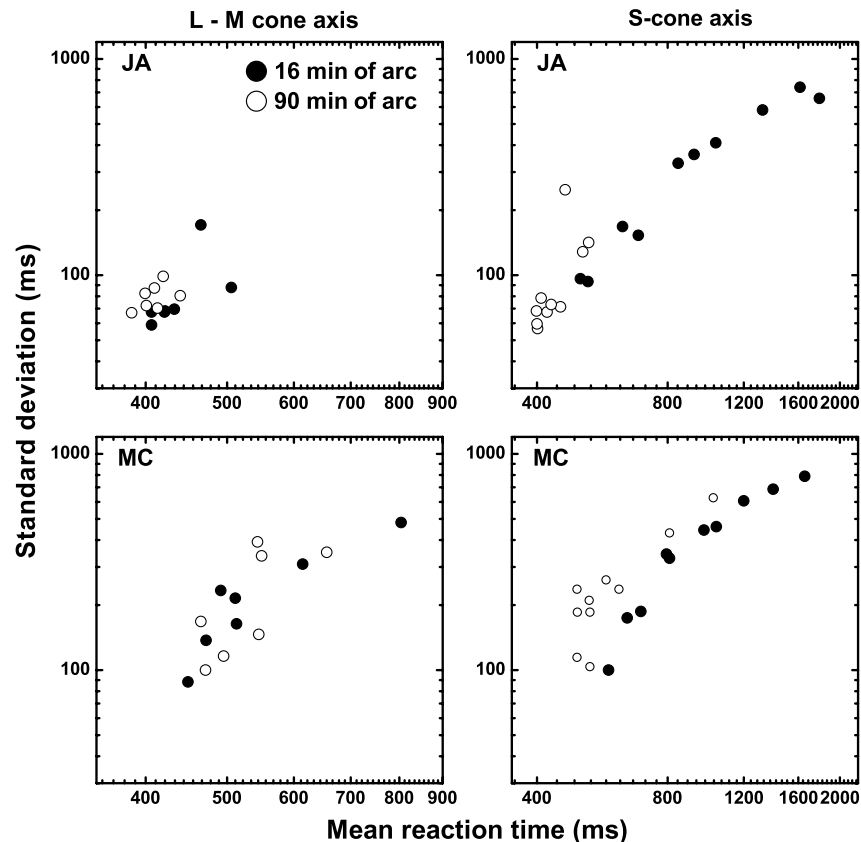 L - M cone axis
S-cone axis
1000
JA
16 min of arc
90 min of arc
JA
1000
100
100
400 500 600 700 800 900
400 800 1200 1600 2000
Standard deviation (ms)
1000
MC
MC
1000
100
100
400 500 600 700 800 900
400 800 1200 1600 2000
Mean reaction time (ms)